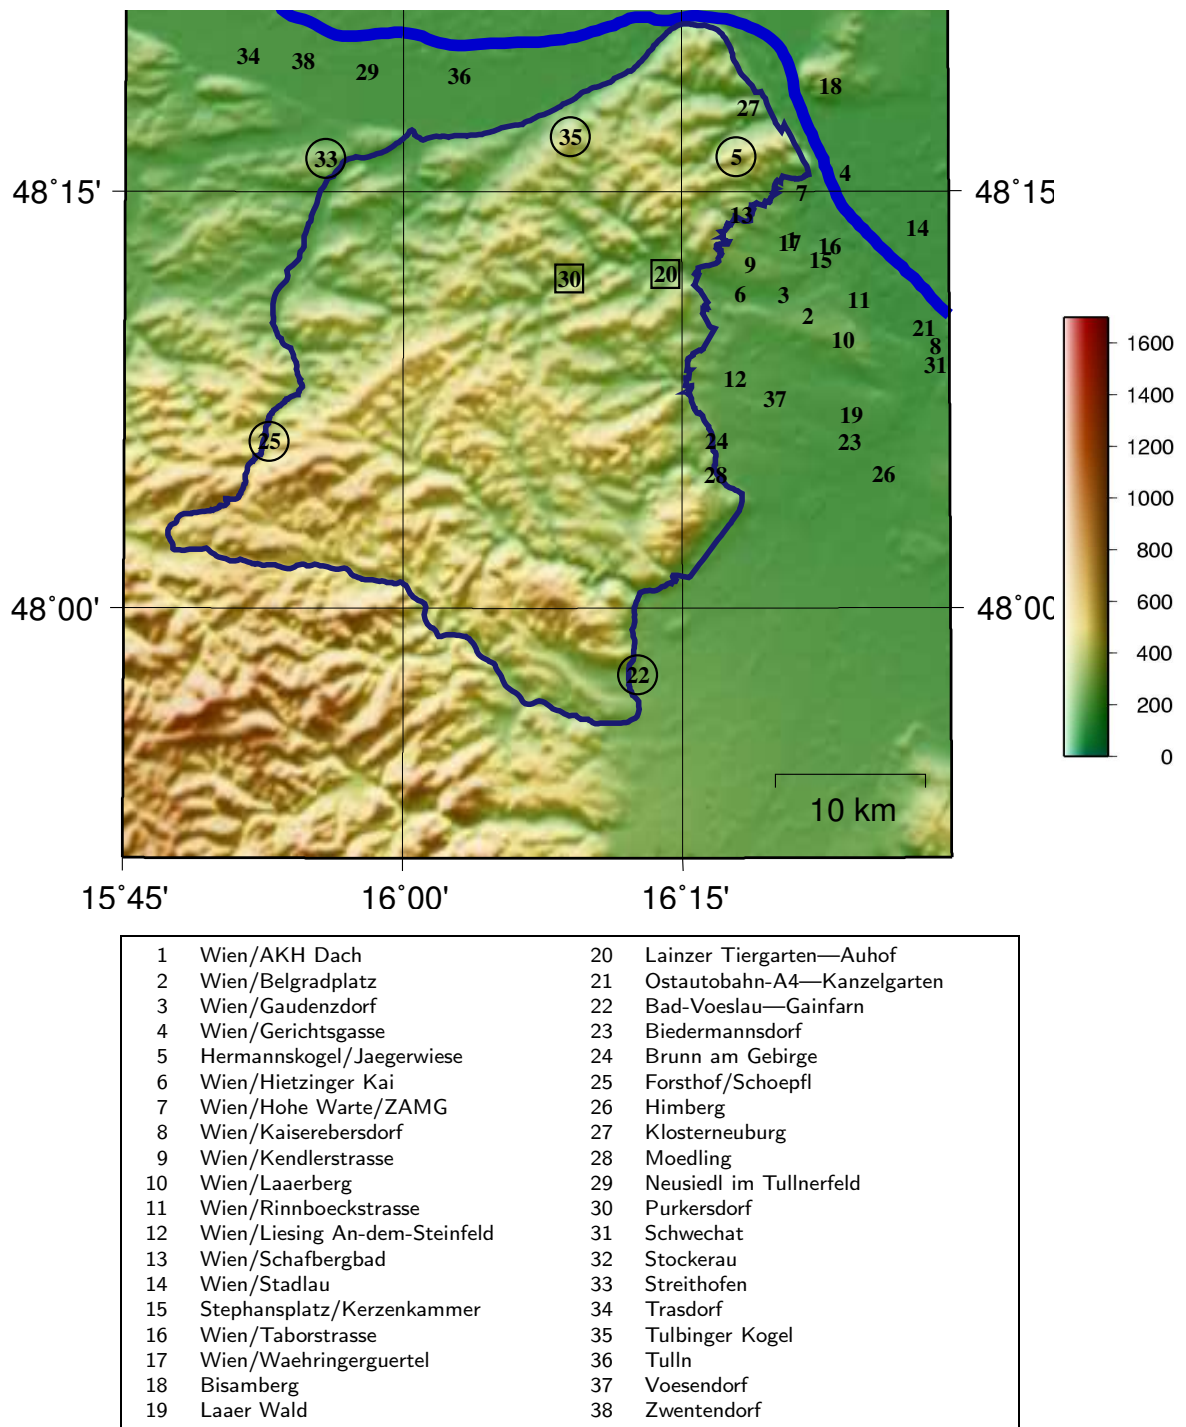 34
38
29
36
18
27
35
33
5
4
48°15'
48°15
7
13
14
17
1
16
15
9
30
20
6
3
11
2
21
10
8
31
12
37
19
24
23
25
28
26
48°00'
48°00
22
10 km
15°45'
16°00'
16°15'
1600
1400
1200
1000
800
600
400
200
0
1 Wien/AKH Dach
2 Wien/Belgradplatz
3 Wien/Gaudenzdorf
4 Wien/Gerichtsgasse
5 Hermannskogel/Jaegerwiese
6 Wien/Hietzinger Kai
7 Wien/Hohe Warte/ZAMG
8 Wien/Kaiserebersdorf
9 Wien/Kendlerstrasse
10 Wien/Laaerberg
11 Wien/Rinnboeckstrasse
12 Wien/Liesing An-dem-Steinfeld
13 Wien/Schafbergbad
14 Wien/Stadlau
15 Stephansplatz/Kerzenkammer
16 Wien/Taborstrasse
17 Wien/Waehringerguertel
18 Bisamberg
19 Laaer Wald
20 Lainzer Tiergarten—Auhof
21 Ostautobahn-A4—Kanzelgarten
22 Bad-Voeslau—Gainfarn
23 Biedermannsdorf
24 Brunn am Gebirge
25 Forsthof/Schoepfl
26 Himberg
27 Klosterneuburg
28 Moedling
29 Neusiedl im Tullnerfeld
30 Purkersdorf
31 Schwechat
32 Stockerau
33 Streithofen
34 Trasdorf
35 Tulbinger Kogel
36 Tulln
37 Voesendorf
38 Zwentendorf